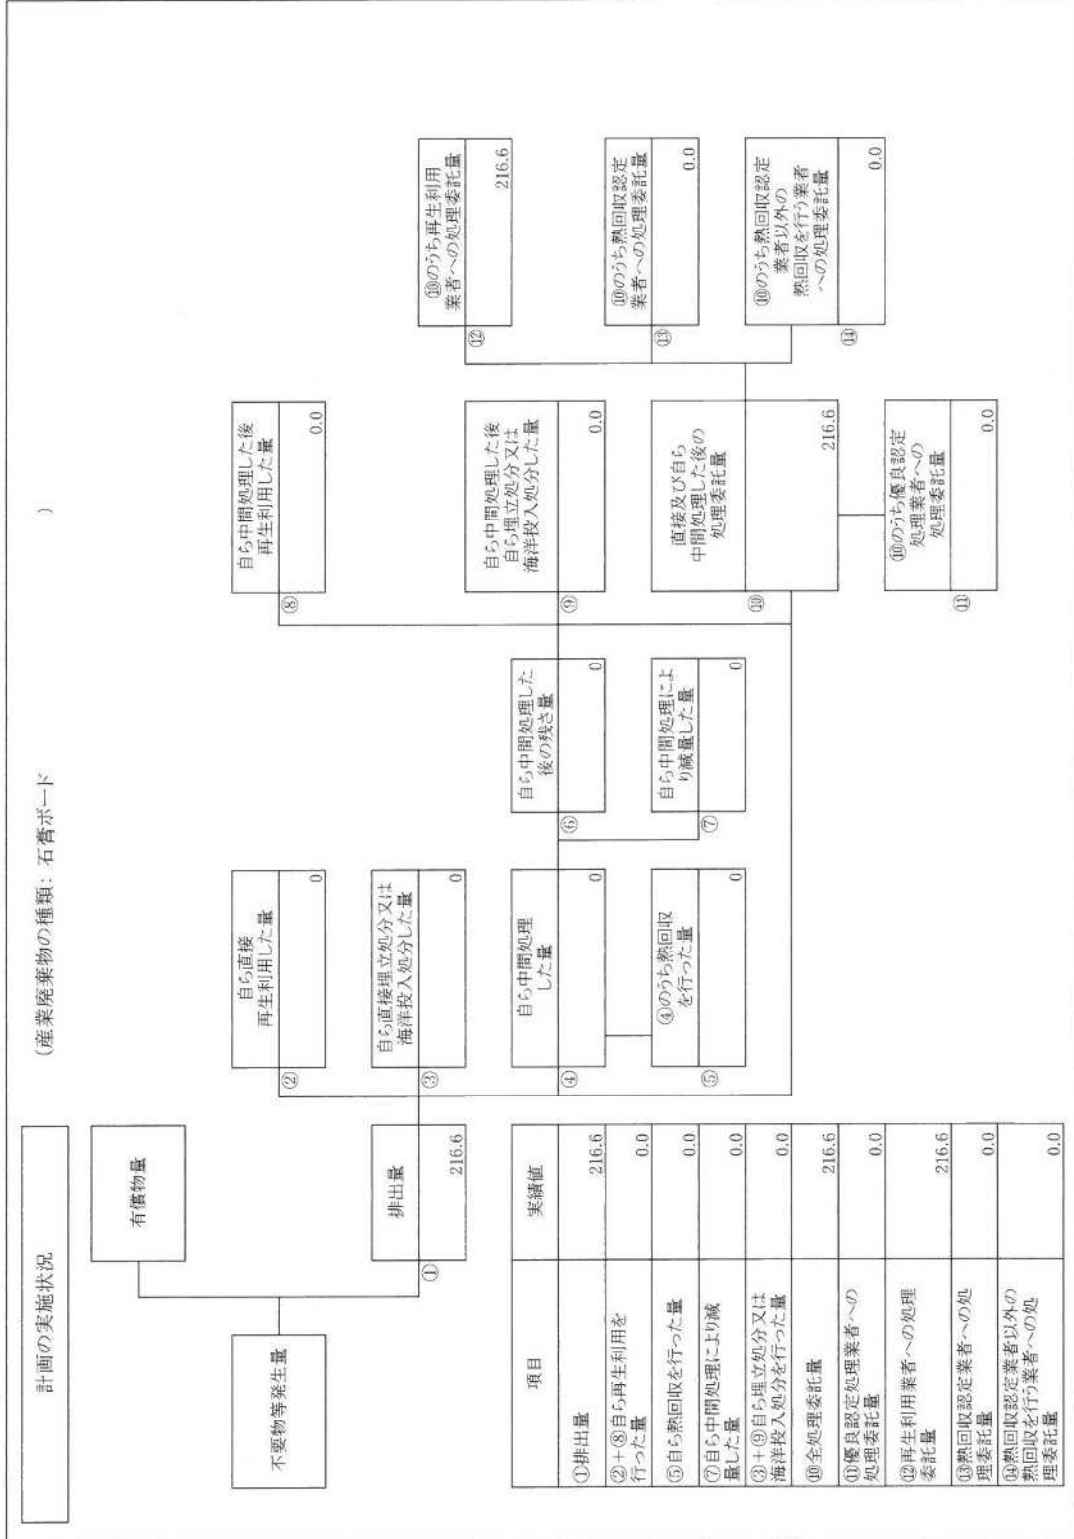 計画の実施状況
(産業廃棄物の種類：石膏ボード
)
不要物等発生量
有償物量
排出量
①
216.6
自ら直接
再生利用した量
②
0
自ら直接埋立処分又は
海洋投入処分した量
③
0
自ら中間処理
した量
④
0
④のうち熱回収
を行った量
⑤
0
自ら中間処理した
後の残さ量
⑥
0
自ら中間処理によ
り減量した量
⑦
0
自ら中間処理した後
再生利用した量
⑧
0.0
自ら中間処理した後
自ら埋立処分又は
海洋投入処分した量
⑨
0.0
直接及び自ら
中間処理した後の
処理委託量
⑩
216.6
⑩のうち優良認定
処理業者への
処理委託量
⑪
0.0
⑩のうち再生利用
業者への処理委託量
⑫
216.6
⑩のうち熱回収認定
業者への処理委託量
⑬
0.0
⑩のうち熱回収認定
業者以外の
熱回収を行う業者
への処理委託量
⑭
0.0
項目 実績値
①排出量 216.6
②+⑧自ら再生利用を
行った量 0.0
⑤自ら熱回収を行った量 0.0
⑦自ら中間処理により減
量した量 0.0
③+⑨自ら埋立処分又は
海洋投入処分を行った量 0.0
⑩全処理委託量 216.6
⑪優良認定処理業者への
処理委託量 0.0
⑫再生利用業者への処理
委託量 216.6
⑬熱回収認定業者への処
理委託量 0.0
⑭熱回収認定業者以外の
熱回収を行う業者への処
理委託量 0.0